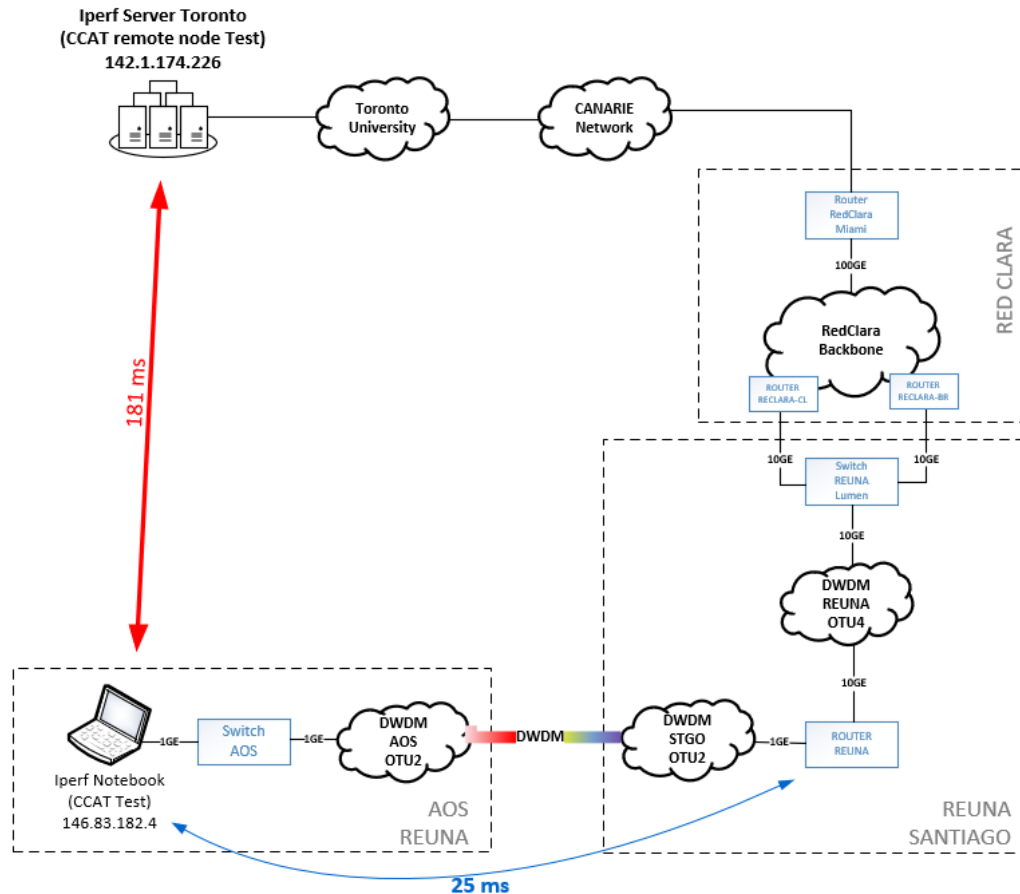 Iperf Server Toronto
(CCAT remote node Test)
142.1.174.226
Toronto
University
CANARIE
Network
Router
RedClara
Miami
100GE
RED CLARA
RedClara
Backbone
ROUTER
RECLARA-CL
ROUTER
RECLARA-BR
181 ms
10GE
10GE
Switch
REUNA
Lumen
10GE
DWDM
REUNA
OTU4
10GE
1GE
Switch
AOS
1GE
DWDM
AOS
OTU2
DWDM
DWDM
STGO
OTU2
1GE
ROUTER
REUNA
Iperf Notebook
(CCAT Test)
146.83.182.4
AOS
REUNA
REUNA
SANTIAGO
25 ms